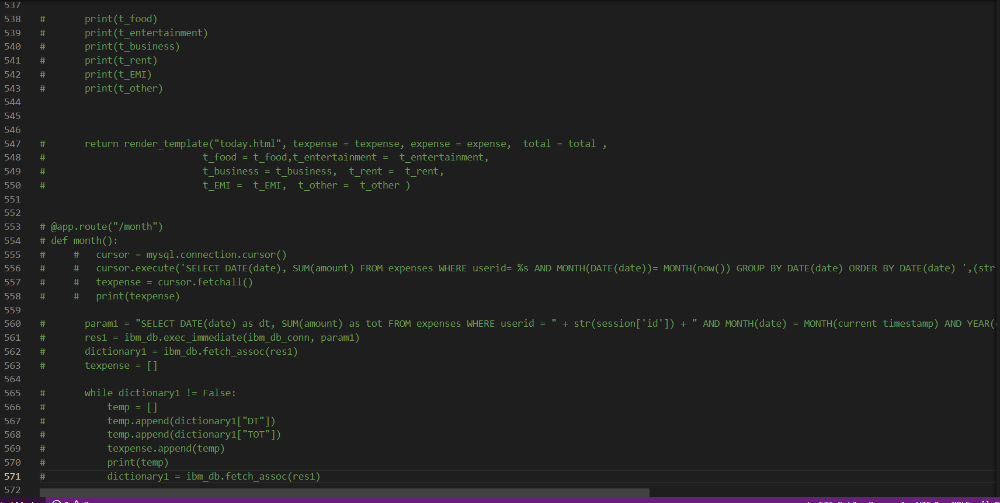 537
538 # print(t_food)
539 # print(t_entertainment)
540 # print(t_business)
541 # print(t_rent)
542 # print(t_EMI)
543 # print(t_other)
544
545
546
547 # return render_template("today.html", texpense = texpense, expense = expense,  total = total ,
548 # t_food = t_food,t_entertainment =  t_entertainment,
549 # t_business = t_business,  t_rent =  t_rent,
550 # t_EMI =  t_EMI,  t_other =  t_other )
551
552
553 # @app.route("/month")
554 # def month():
555 #     #   cursor = mysql.connection.cursor()
556 #     #   cursor.execute('SELECT DATE(date), SUM(amount) FROM expenses WHERE userid= %s AND MONTH(DATE(date))= MONTH(now()) GROUP BY DATE(date) ORDER BY DATE(date) ',(str
557 #     #   texpense = cursor.fetchall()
558 #     #   print(texpense)
559
560 #       param1 = "SELECT DATE(date) as dt, SUM(amount) as tot FROM expenses WHERE userid = " + str(session['id']) + " AND MONTH(date) = MONTH(current timestamp) AND YEAR(
561 #       res1 = ibm_db.exec_immediate(ibm_db_conn, param1)
562 #       dictionary1 = ibm_db.fetch_assoc(res1)
563 #       texpense = []
564
565 #       while dictionary1 != False:
566 #           temp = []
567 #           temp.append(dictionary1["DT"])
568 #           temp.append(dictionary1["TOT"])
569 #           texpense.append(temp)
570 #           print(temp)
571 #           dictionary1 = ibm_db.fetch_assoc(res1)
572